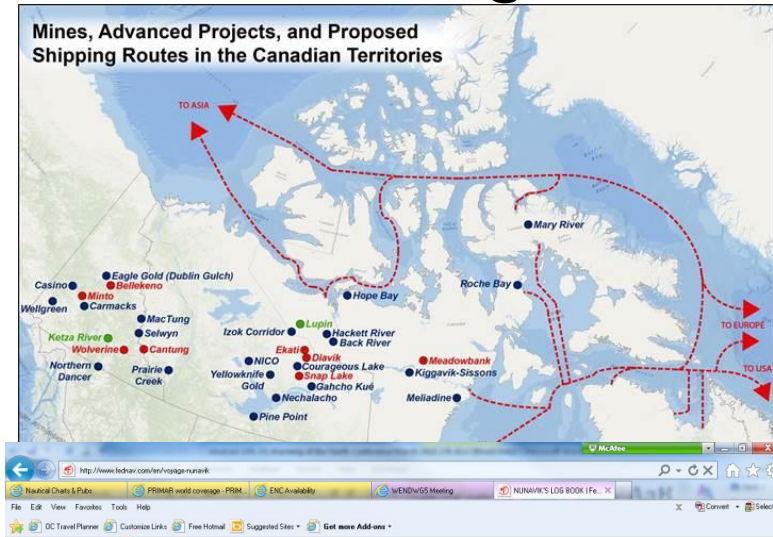 Mines, Advanced Projects, and Proposed
Shipping Routes in the Canadian Territories
TO ASIA
Mary River
Eagle Gold (Dublin Gulch)
Casino
Bellekeno
Minto
Wellgreen
Carmacks
Hope Bay
Roche Bay
MacTung
Ketza River
Selwyn
Lupin
Izok Corridor
Hackett River
Back River
TO EUROPE
Wolverine
Cantung
Ekati
Diavik
Meadowbank
Northern
Dancer
Prairie
Creek
NICO
Courageous Lake
Kiggavik-Sissons
TO USA
Yellowknife
Gold
Snap Lake
Gahcho Kué
Nechalacho
Meliadine
Pine Point
McAfee
http://www.fednav.com/en/voyage-nunavik
Nautical Charts & Pubs
PRIMAR world coverage - PRIM...
ENC Availability
WENDWG5 Meeting
NUNAVIK'S LOG BOOK | Fe...
File Edit View Favorites Tools Help
Convert
Select
OC Travel Planner
Customize Links
Free Hotmail
Suggested Sites
Get more Add-ons